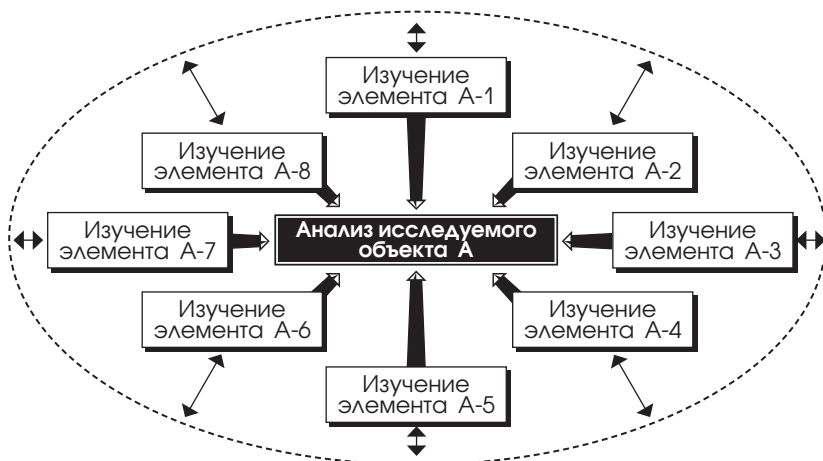 Изучение
элемента А-1
Изучение
элемента А-8
Изучение
элемента А-2
Изучение
элемента А-7
Анализ исследуемого
объекта А
Изучение
элемента А-3
Изучение
элемента А-6
Изучение
элемента А-4
Изучение
элемента А-5